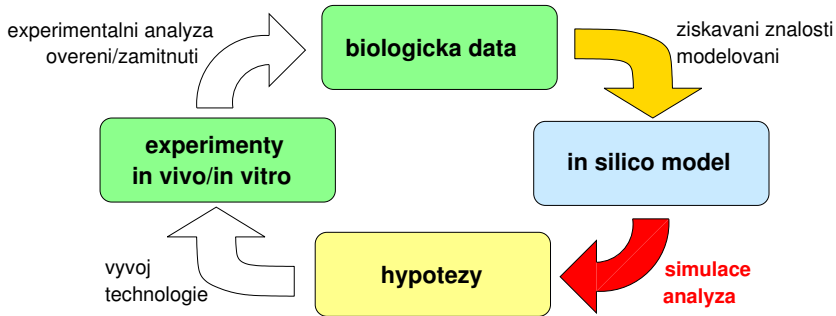 experimentalni analyza
overeni/zamitnuti
biologicka data
ziskavani znalosti
modelovani
experimenty
in vivo/in vitro
in silico model
vyvoj
technologie
hypotezy
simulace
analyza